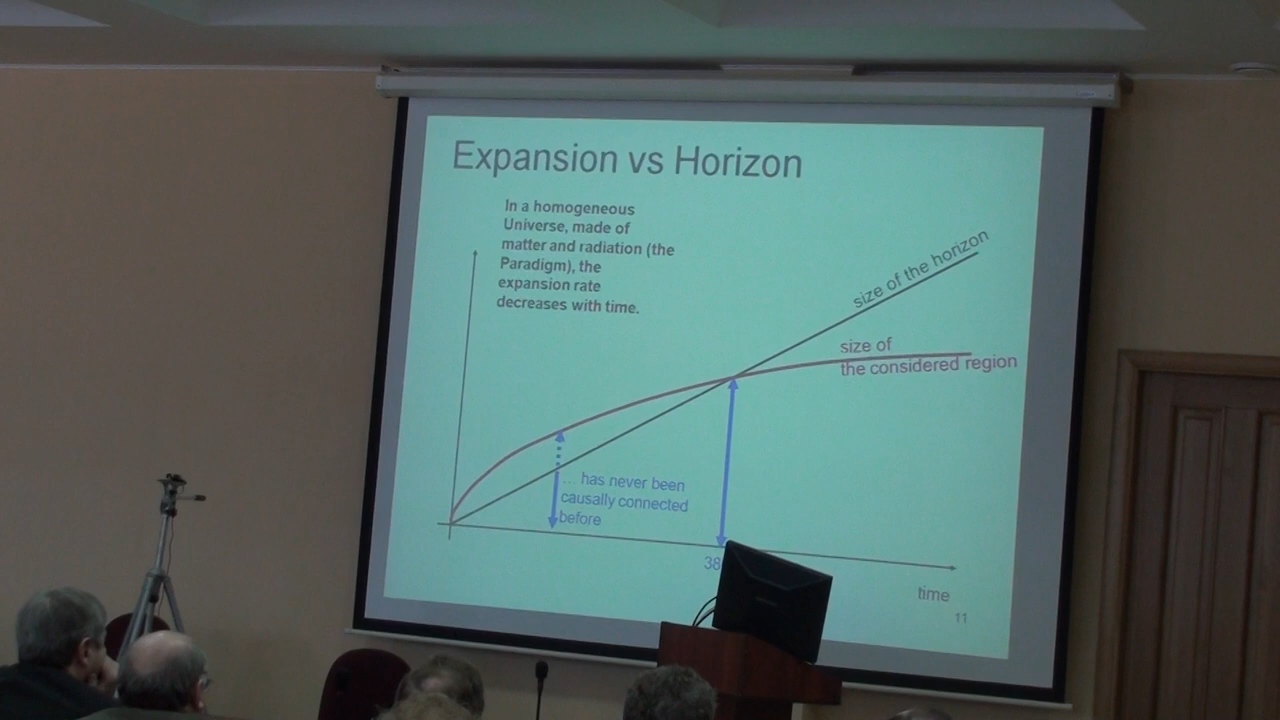 Expansion vs Horizon
In a homogeneous
Universe, made of
matter and radiation (the
Paradigm), the
expansion rate
decreases with time.
size of the horizon
size of
the considered region
... has never been
causally connected
before
38
time
11